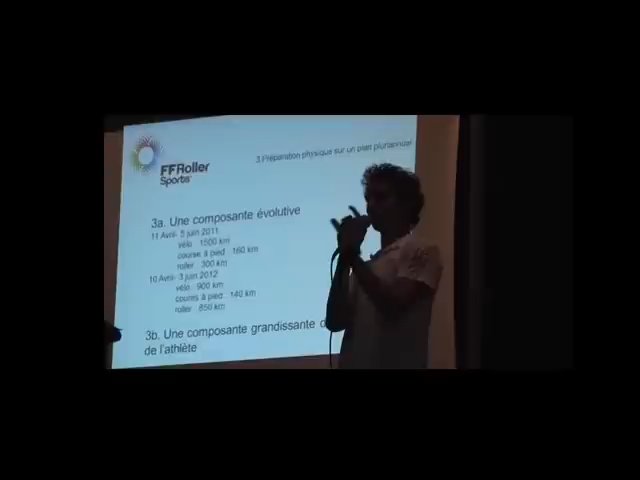 FFRoller
Sports
3 Préparation physique sur un plan pluriannuel
3a. Une composante évolutive
11 Avril- 5 juin 2011
vélo : 1500 km
course à pied : 160 km
roller : 300 km
10 Avril- 3 juin 2012
vélo : 900 km
course à pied : 140 km
roller : 850 km
3b. Une composante grandissante
de l'athlète